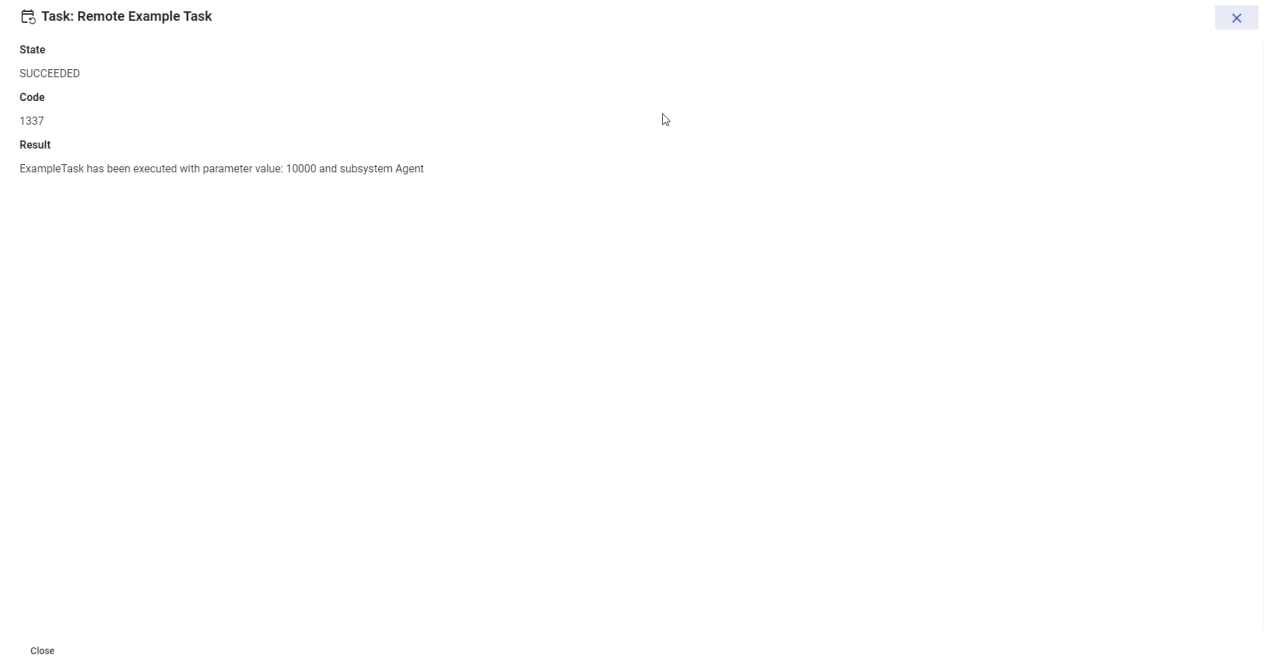 Task: Remote Example Task
State
SUCCEEDED
Code
1337
Result
ExampleTask has been executed with parameter value: 10000 and subsystem Agent
Close